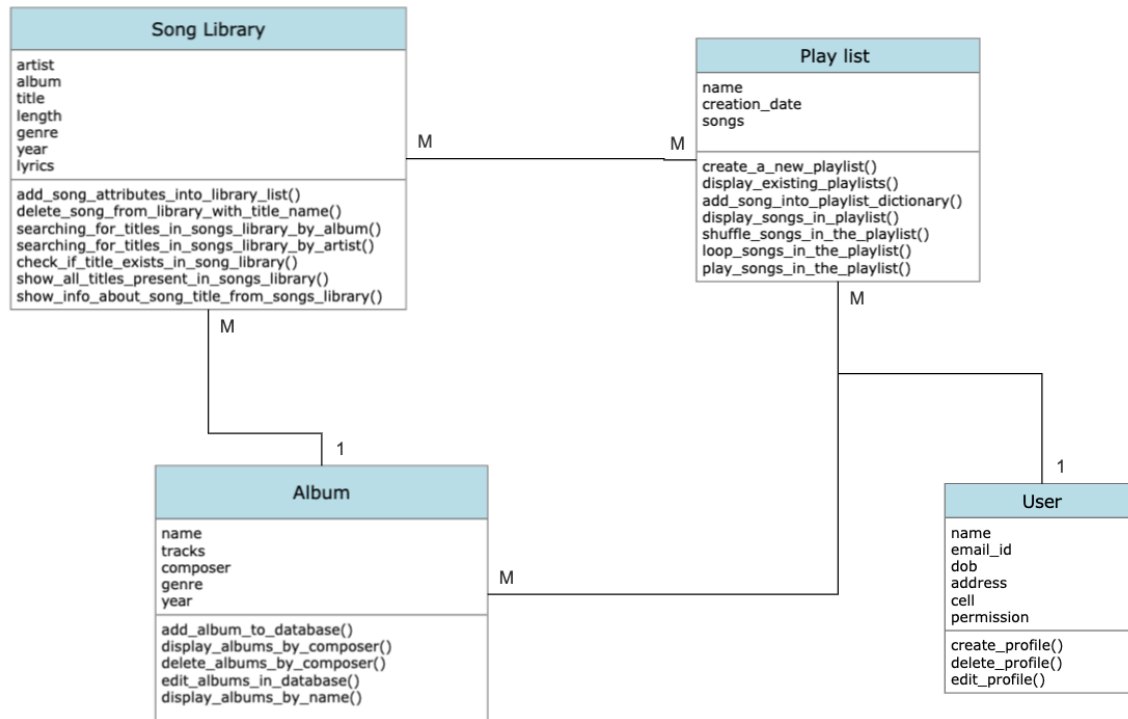 Song Library
artist
album
title
length
genre
year
lyrics
add_song_attributes_into_library_list()
delete_song_from_library_with_title_name()
searching_for_titles_in_songs_library_by_album()
searching_for_titles_in_songs_library_by_artist()
check_if_title_exists_in_song_library()
show_all_titles_present_in_songs_library()
show_info_about_song_title_from_songs_library()
M
M
Play list
name
creation_date
songs
create_a_new_playlist()
display_existing_playlists()
add_song_into_playlist_dictionary()
display_songs_in_playlist()
shuffle_songs_in_the_playlist()
loop_songs_in_the_playlist()
play_songs_in_the_playlist()
M
M
1
Album
name
tracks
composer
genre
year
add_album_to_database()
display_albums_by_composer()
delete_albums_by_composer()
edit_albums_in_database()
display_albums_by_name()
M
1
User
name
email_id
dob
address
cell
permission
create_profile()
delete_profile()
edit_profile()